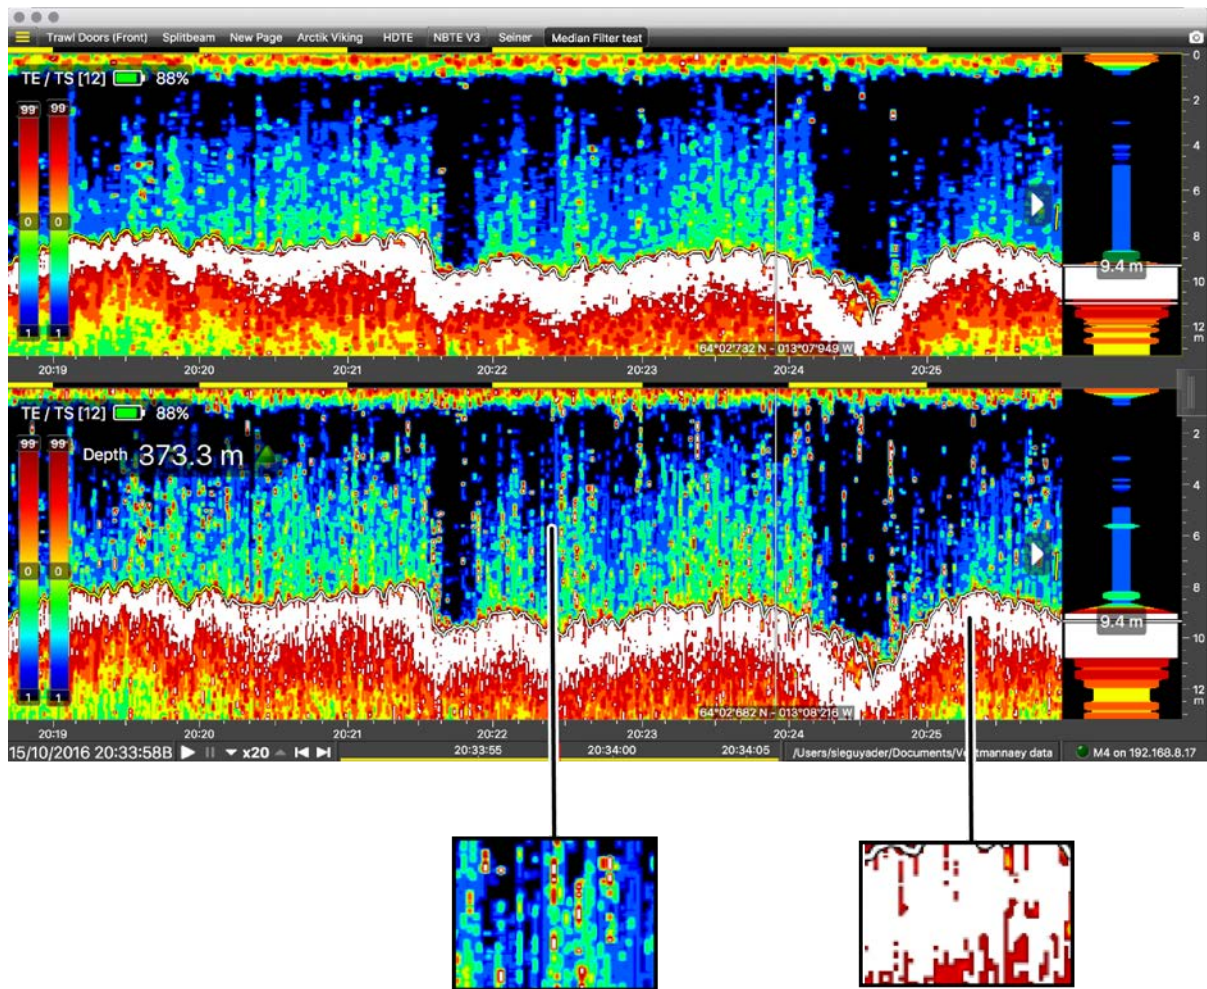 Trawl Doors (Front) Splitbeam New Page Arctik Viking HDTE NBTE V3 Seiner Median Filter test
TE / TS [12] 88%
99 99
0 0
1 1
0
2
4
6
8
10
12
m
9.4 m
64°02'732 N - 013°07'949 W
20:19 20:20 20:21 20:22 20:23 20:24 20:25
TE / TS [12] 88%
Depth 373.3 m
99 99
0 0
1 1
2
4
6
8
10
12
m
9.4 m
64°02'682 N - 013°08'216 W
20:19 20:20 20:21 20:22 20:23 20:24 20:25
15/10/2016 20:33:58B x20 20:33:55 20:34:00 20:34:05 /Users/sleguyader/Documents/Vestmannaey data M4 on 192.168.8.17